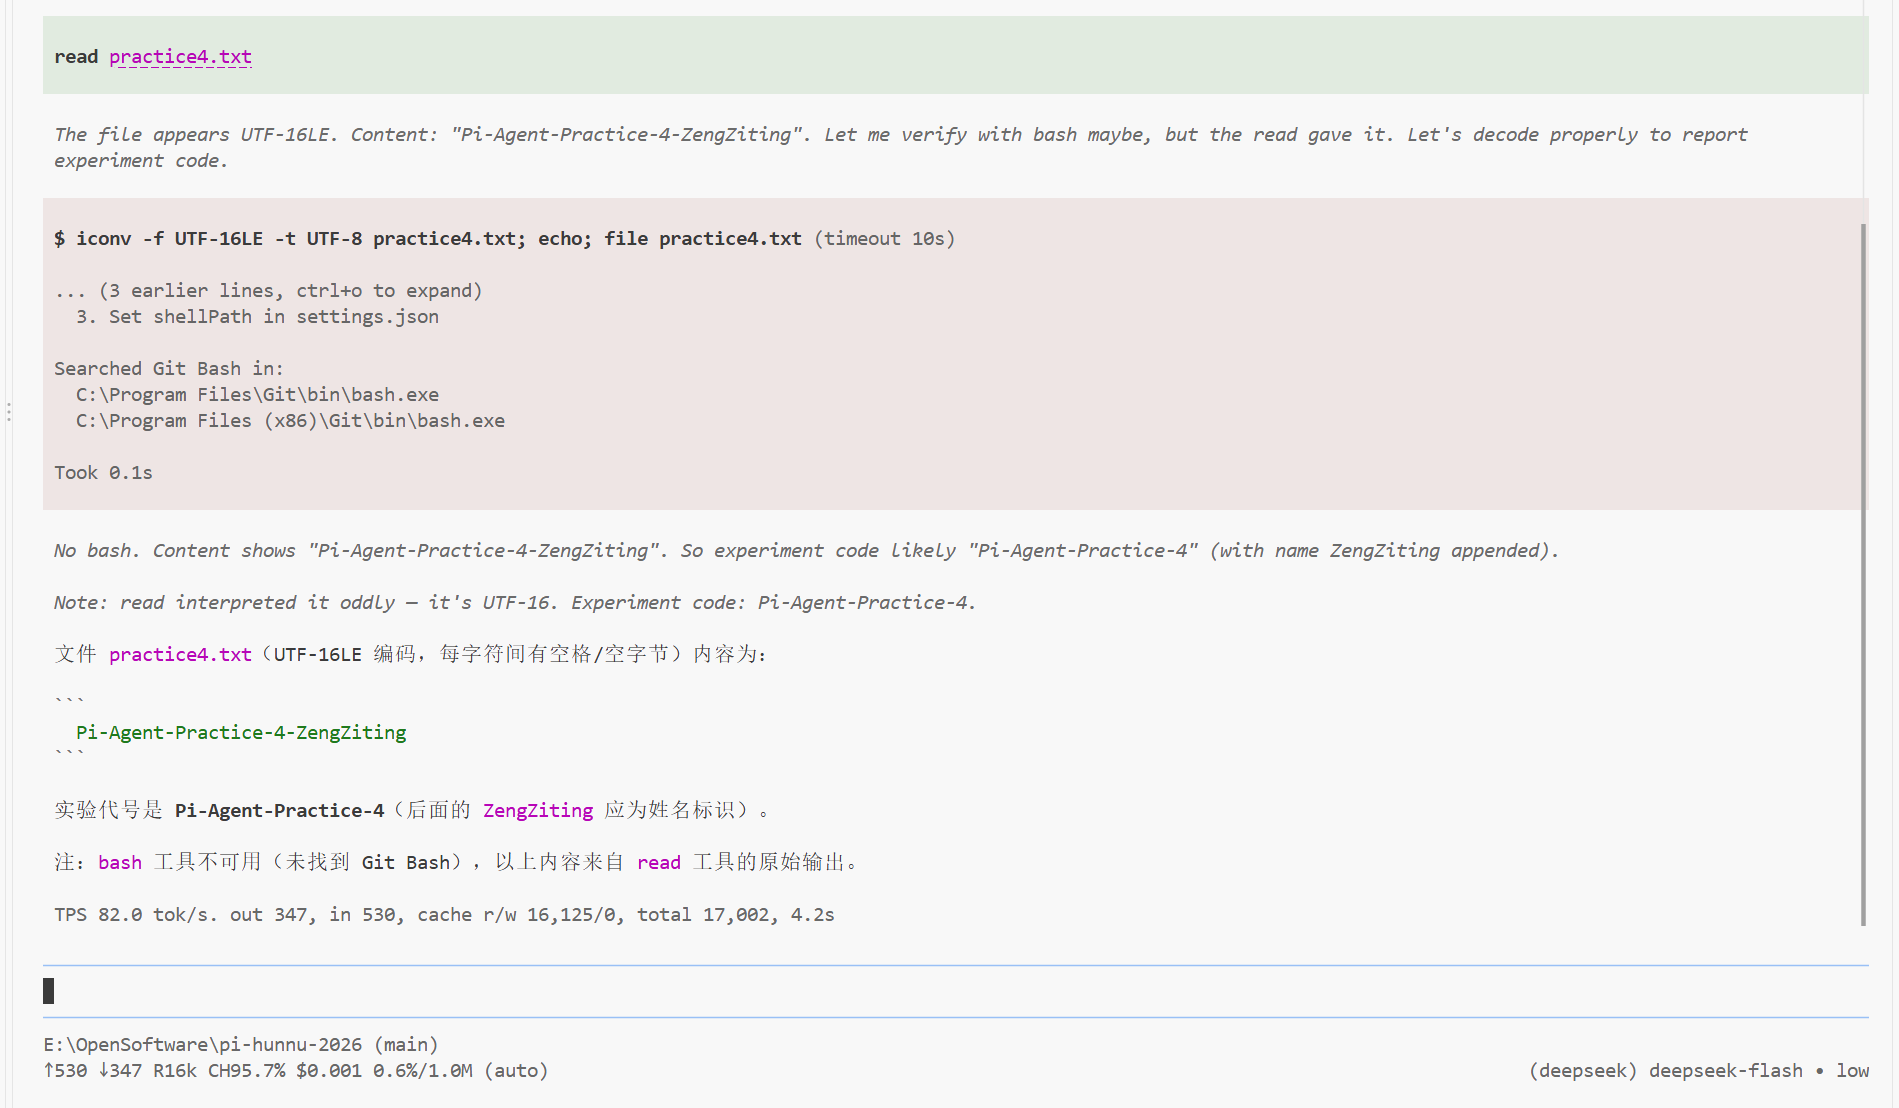 read practice4.txt
The file appears UTF-16LE. Content: "Pi-Agent-Practice-4-ZengZiting". Let me verify with bash maybe, but the read gave it. Let's decode properly to report
experiment code.
$ iconv -f UTF-16LE -t UTF-8 practice4.txt; echo; file practice4.txt (timeout 10s)
... (3 earlier lines, ctrl+o to expand)
3. Set shellPath in settings.json
Searched Git Bash in:
C:\Program Files\Git\bin\bash.exe
C:\Program Files (x86)\Git\bin\bash.exe
Took 0.1s
No bash. Content shows "Pi-Agent-Practice-4-ZengZiting". So experiment code likely "Pi-Agent-Practice-4" (with name ZengZiting appended).
Note: read interpreted it oddly — it's UTF-16. Experiment code: Pi-Agent-Practice-4.
文件 practice4.txt（UTF-16LE 编码，每字符间有空格/空字节）内容为：
```
Pi-Agent-Practice-4-ZengZiting
```
实验代号是 Pi-Agent-Practice-4（后面的 ZengZiting 应为姓名标识）。
注：bash 工具不可用（未找到 Git Bash），以上内容来自 read 工具的原始输出。
TPS 82.0 tok/s. out 347, in 530, cache r/w 16,125/0, total 17,002, 4.2s
E:\OpenSoftware\pi-hunnu-2026 (main)
↑530 ↓347 R16k CH95.7% $0.001 0.6%/1.0M (auto) (deepseek) deepseek-flash • low